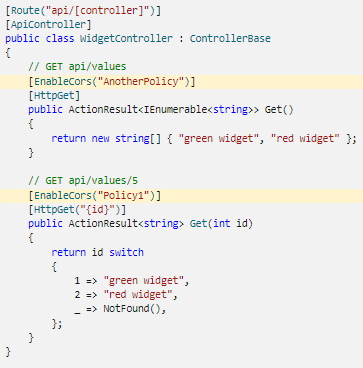 [Route("api/[controller]")]
[ApiController]
public class WidgetController : ControllerBase
{
    // GET api/values
    [EnableCors("AnotherPolicy")]
    [HttpGet]
    public ActionResult<IEnumerable<string>> Get()
    {
        return new string[] { "green widget", "red widget" };
    }

    // GET api/values/5
    [EnableCors("Policy1")]
    [HttpGet("{id}")]
    public ActionResult<string> Get(int id)
    {
        return id switch
        {
            1 => "green widget",
            2 => "red widget",
            _ => NotFound(),
        };
    }
}